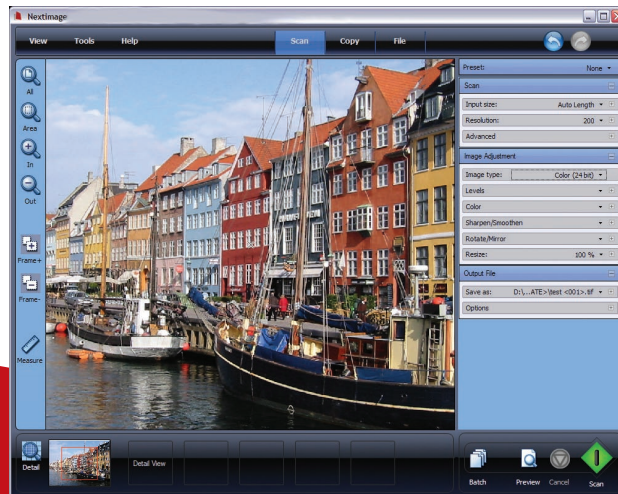 Nextimage
View Tools Help Scan Copy File
All
Area
In
Out
Frame+
Frame-
Measure
Preset: None
Scan
Input size: Auto Length
Resolution: 200
Advanced
Image Adjustment
Image type: Color (24 bit)
Levels
Color
Sharpen/Smoothen
Rotate/Mirror
Resize: 100 %
Output File
Save as: D:\...ATE>\test <001>.tif
Options
Detail
Detail View
Batch Preview Cancel Scan